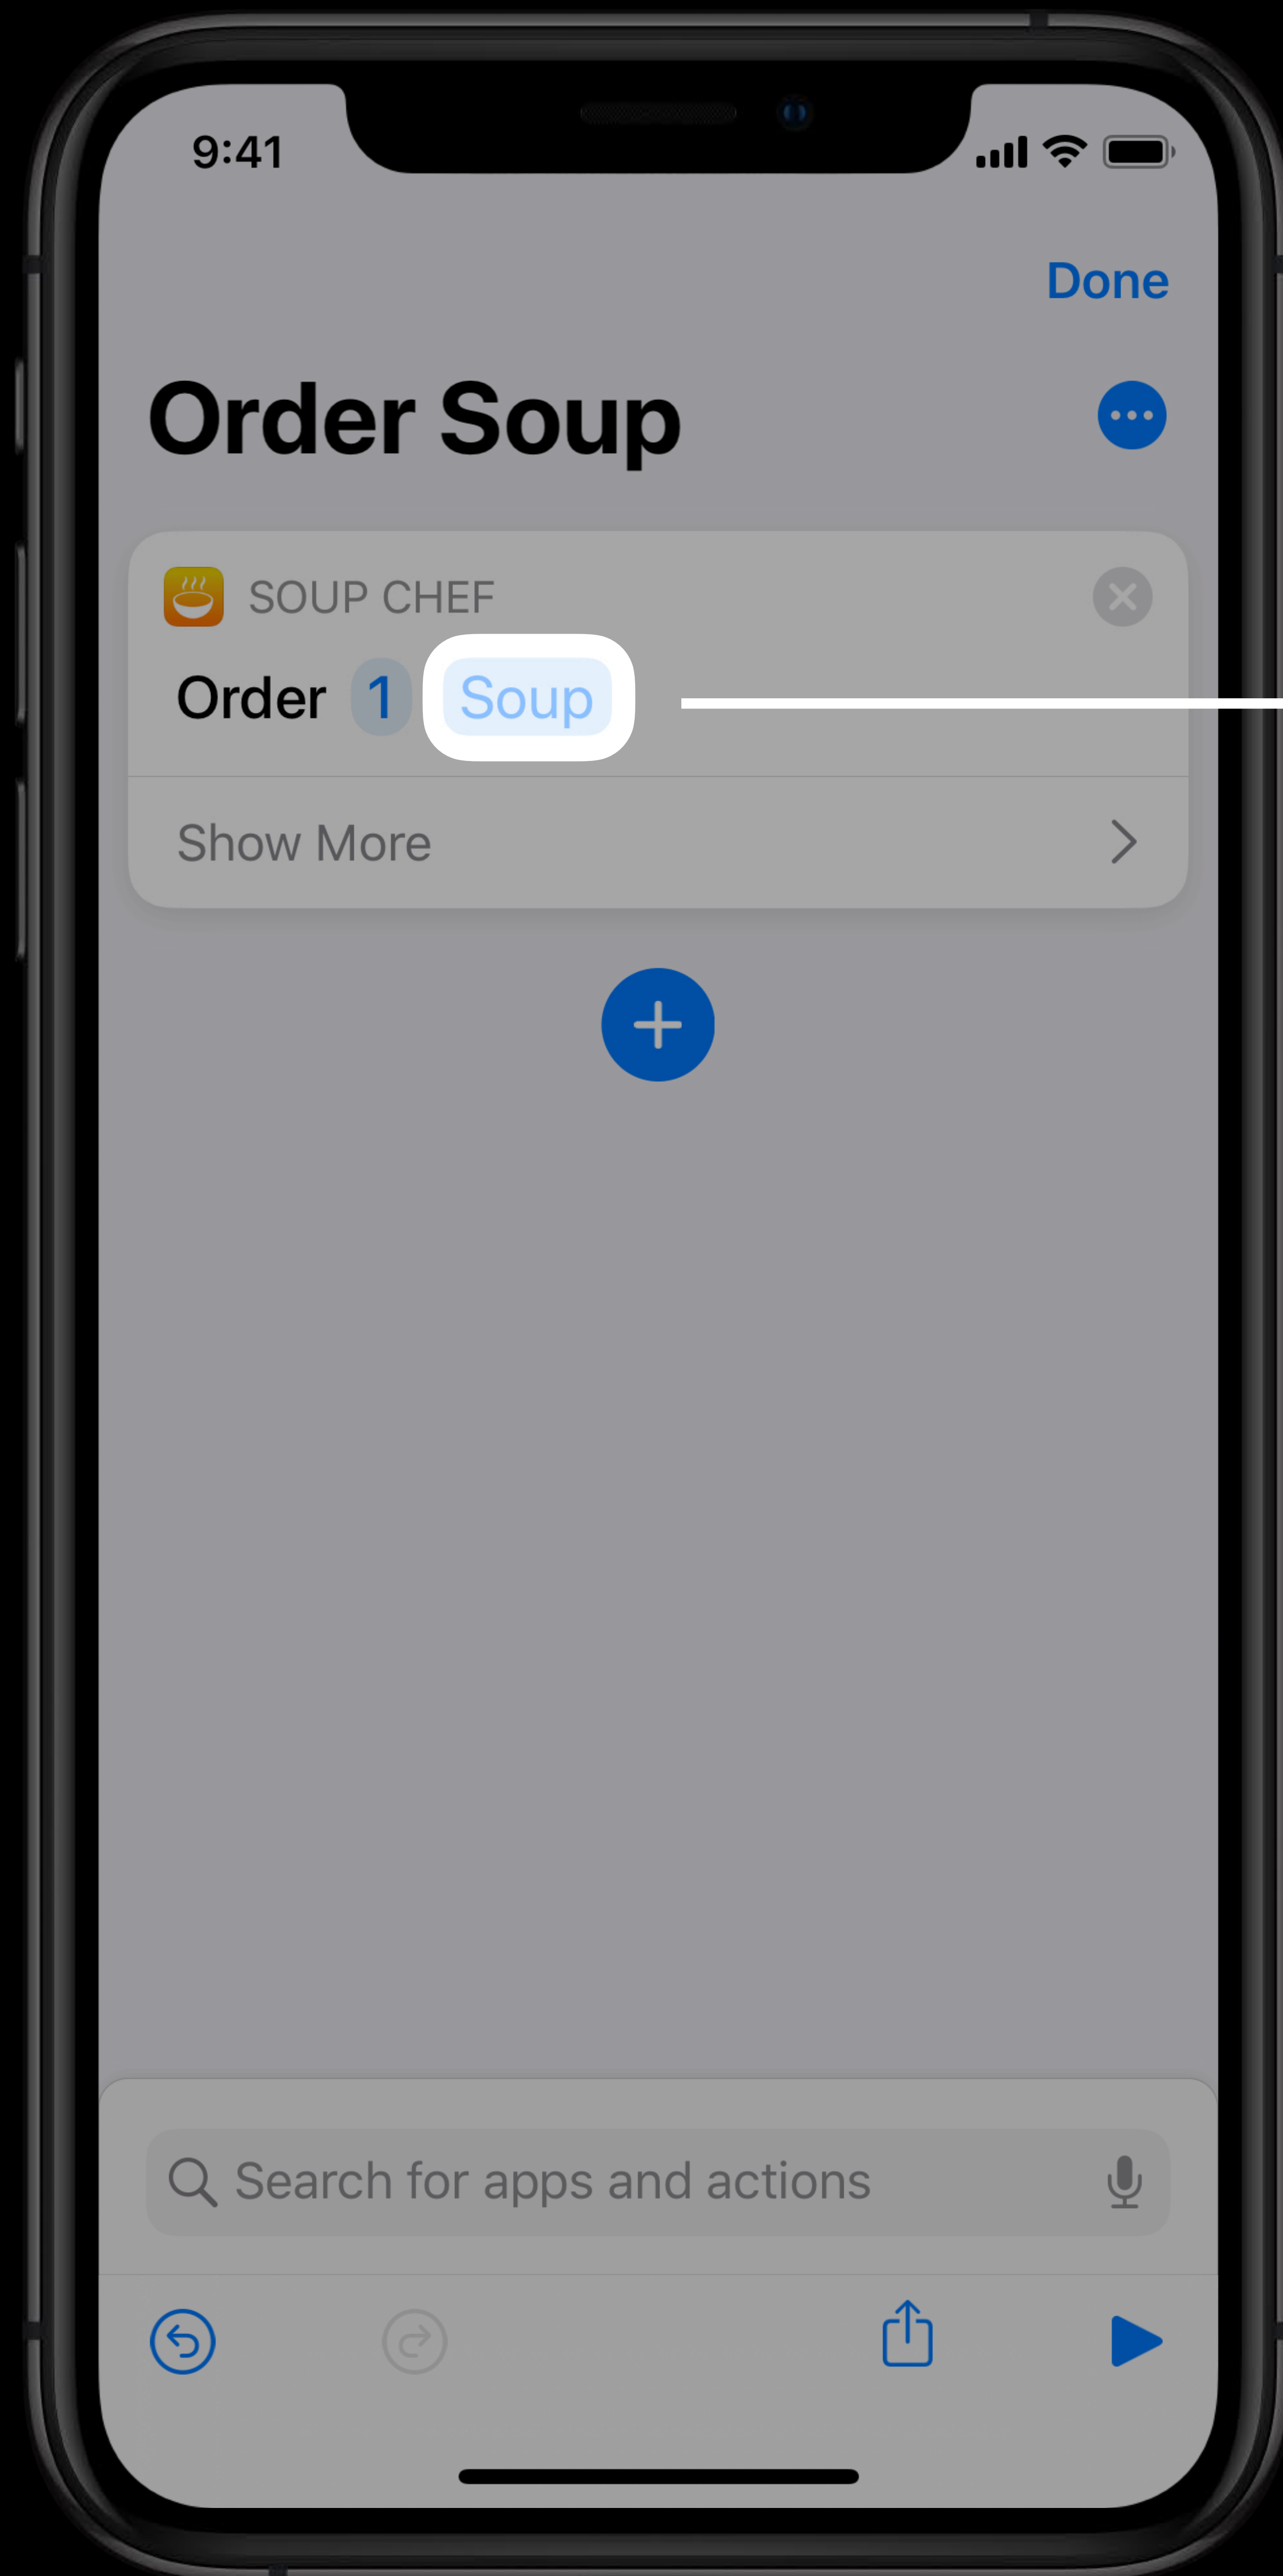 9:41
Done
Order Soup
SOUP CHEF
Order 1 Soup
Show More
Search for apps and actions